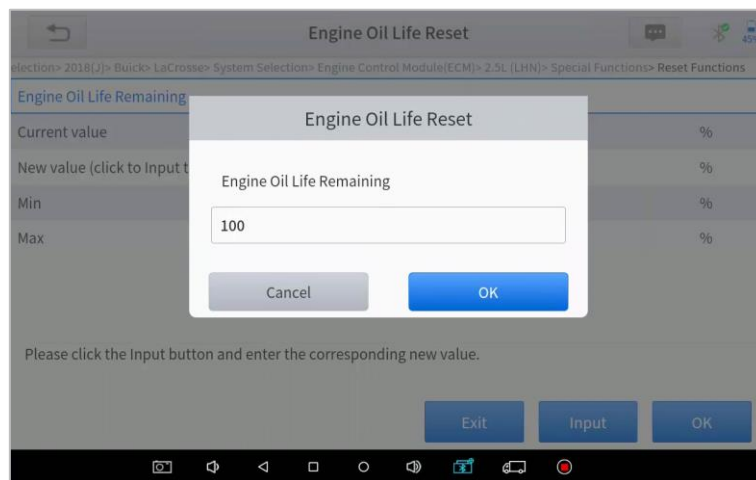 Engine Oil Life Reset
45%
election> 2018(J)> Buick> LaCrosse> System Selection> Engine Control Module(ECM)> 2.5L (LHN)> Special Functions> Reset Functions
Engine Oil Life Remaining
Current value %
New value (click to Input t %
Min %
Max %
Engine Oil Life Reset
Engine Oil Life Remaining
100
Cancel OK
Please click the Input button and enter the corresponding new value.
Exit Input OK